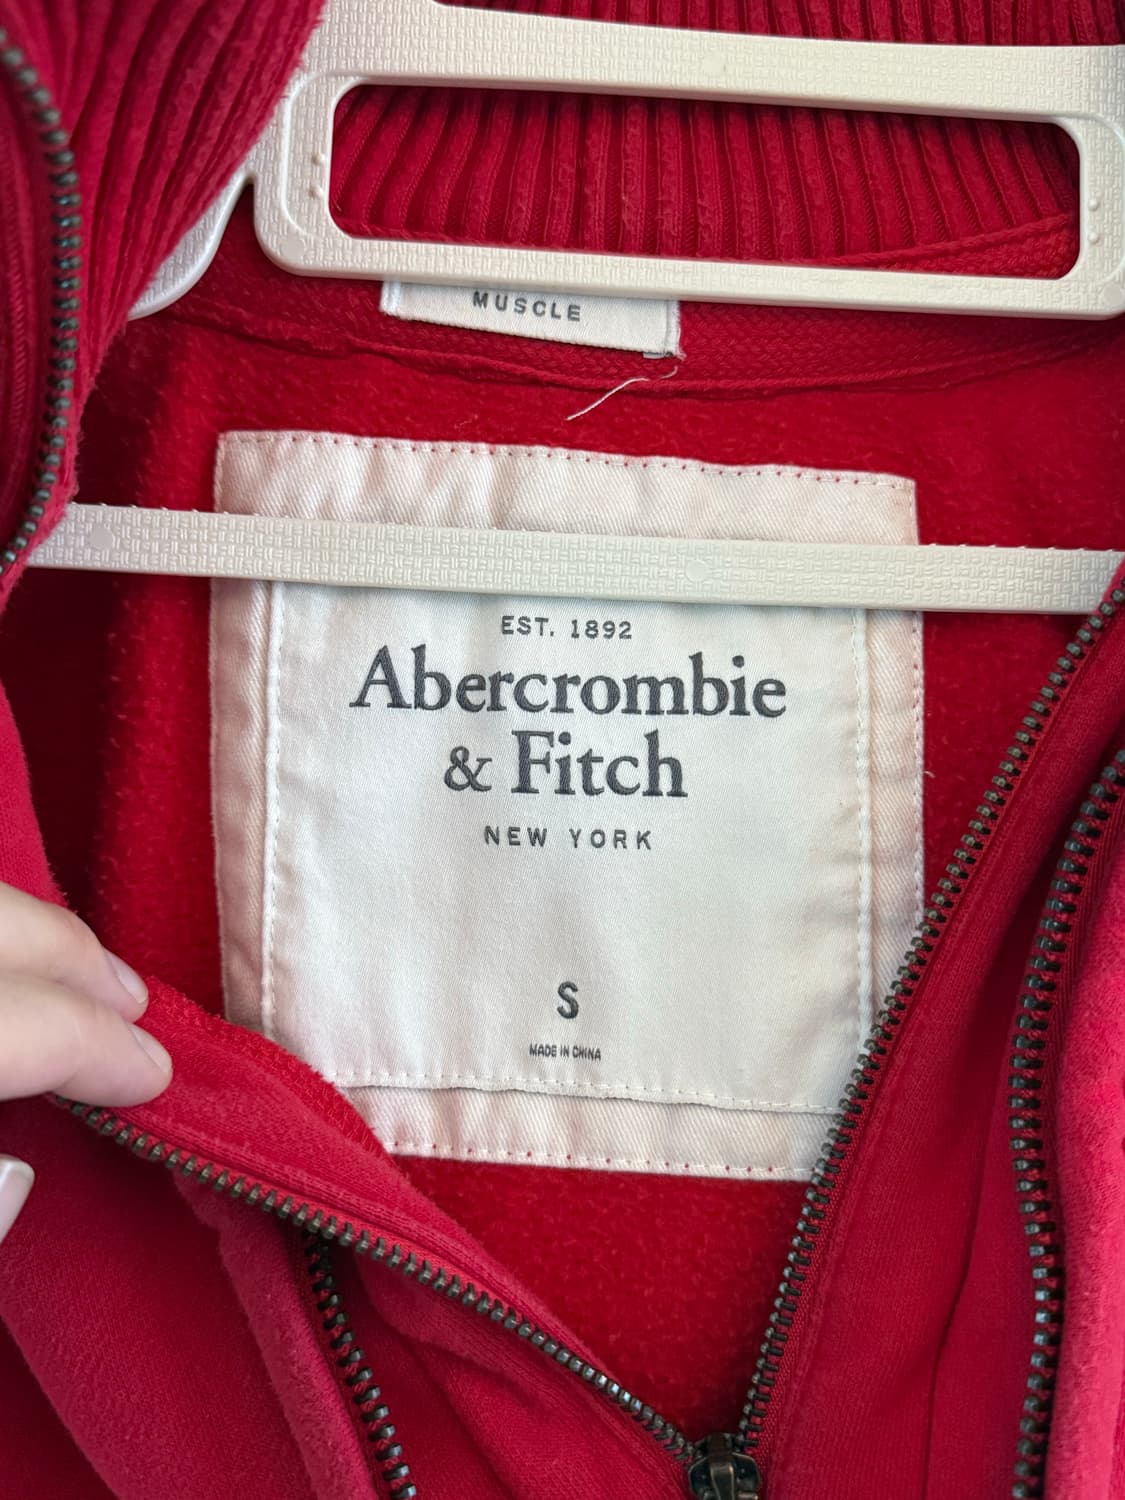 MUSCLE
EST. 1892
Abercrombie
& Fitch
NEW YORK
S
MADE IN CHINA